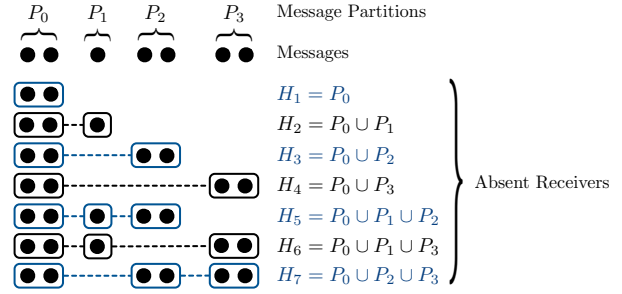 P₀ P₁ P₂ P₃ Message Partitions
Messages
H₁ = P₀
H₂ = P₀ ∪ P₁
H₃ = P₀ ∪ P₂
H₄ = P₀ ∪ P₃
Absent Receivers
H₅ = P₀ ∪ P₁ ∪ P₂
H₆ = P₀ ∪ P₁ ∪ P₃
H₇ = P₀ ∪ P₂ ∪ P₃